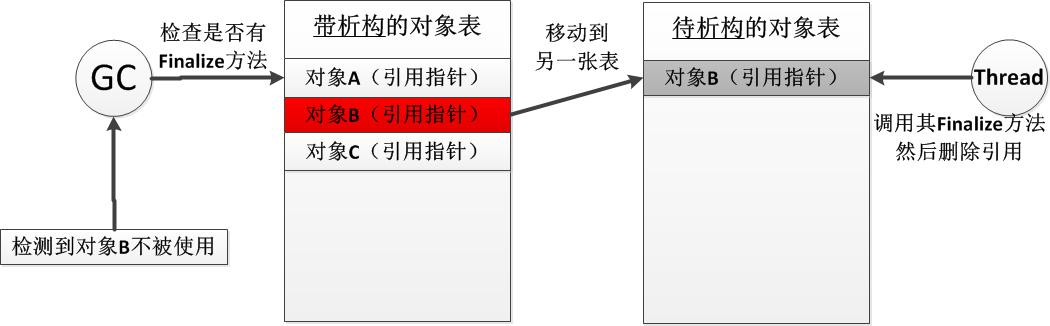 检查是否有
Finalize方法
GC
检测到对象B不被使用
带析构的对象表
对象A（引用指针）
对象B（引用指针）
对象C（引用指针）
移动到
另一张表
待析构的对象表
对象B（引用指针）
Thread
调用其Finalize方法
然后删除引用